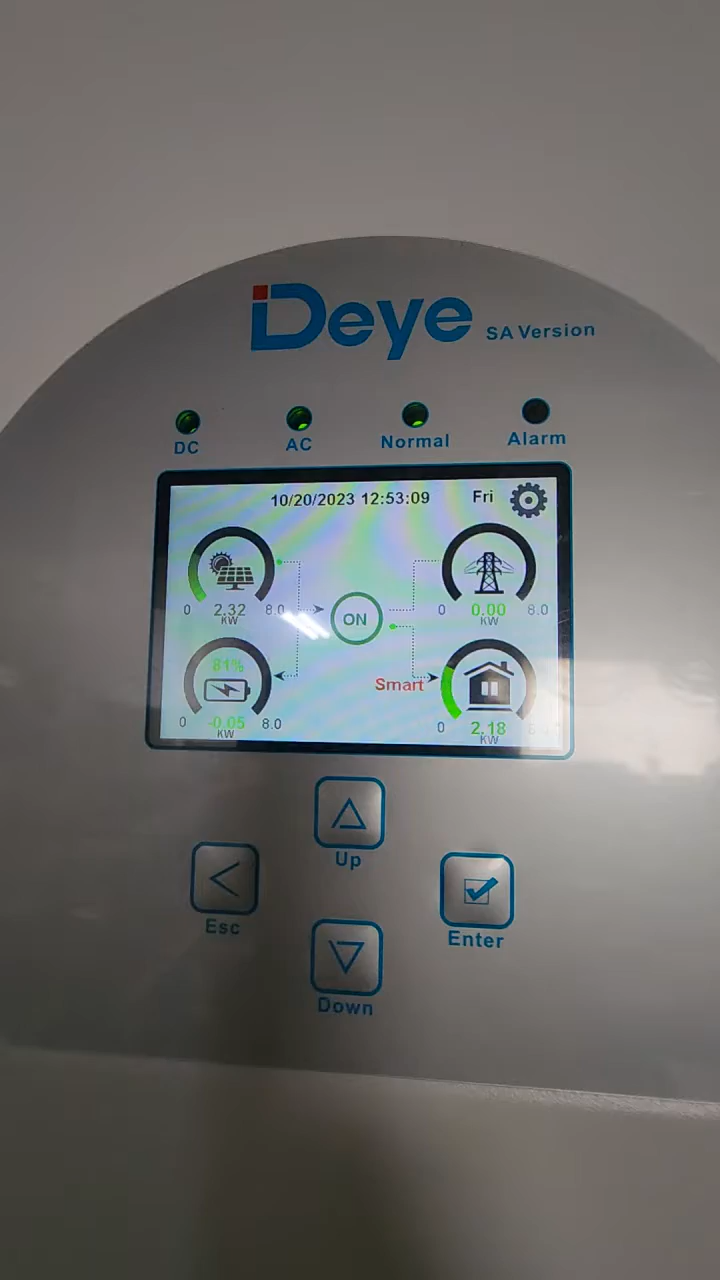 Deye SA Version
DC AC Normal Alarm
10/20/2023 12:53:09 Fri
0 2.32 8.0
KW
0 0.00 8.0
KW
ON
81%
0 -0.05 8.0
KW
Smart
0 2.18
KW
Up
Esc
Enter
Down